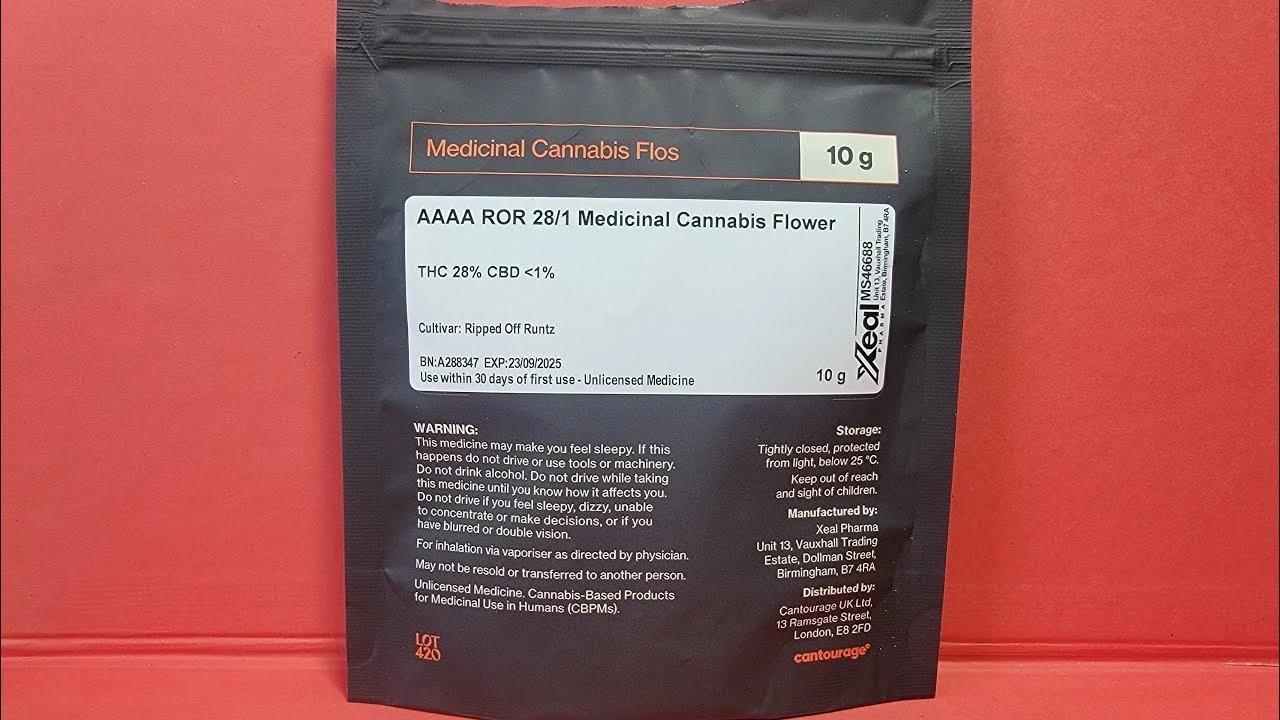 Medicinal Cannabis Flos
10 g
AAAA ROR 28/1 Medicinal Cannabis Flower
THC 28% CBD <1%
Cultivar: Ripped Off Runtz
BN:A288347 EXP:23/09/2025
Use within 30 days of first use - Unlicensed Medicine
10 g
Xeal
PHARMA
MS46688
Unit 13, Vauxhall Trading
Estate, Birmingham, B7 4RA
WARNING:
This medicine may make you feel sleepy. If this
happens do not drive or use tools or machinery.
Do not drink alcohol. Do not drive while taking
this medicine until you know how it affects you.
Do not drive if you feel sleepy, dizzy, unable
to concentrate or make decisions, or if you
have blurred or double vision.
For inhalation via vaporiser as directed by physician.
May not be resold or transferred to another person.
Unlicensed Medicine. Cannabis-Based Products
for Medicinal Use in Humans (CBPMs).
LOT
420
Storage:
Tightly closed, protected
from light, below 25 °C.
Keep out of reach
and sight of children.
Manufactured by:
Xeal Pharma
Unit 13, Vauxhall Trading
Estate, Dollman Street,
Birmingham, B7 4RA
Distributed by:
Cantourage UK Ltd,
13 Ramsgate Street,
London, E8 2FD
cantourage